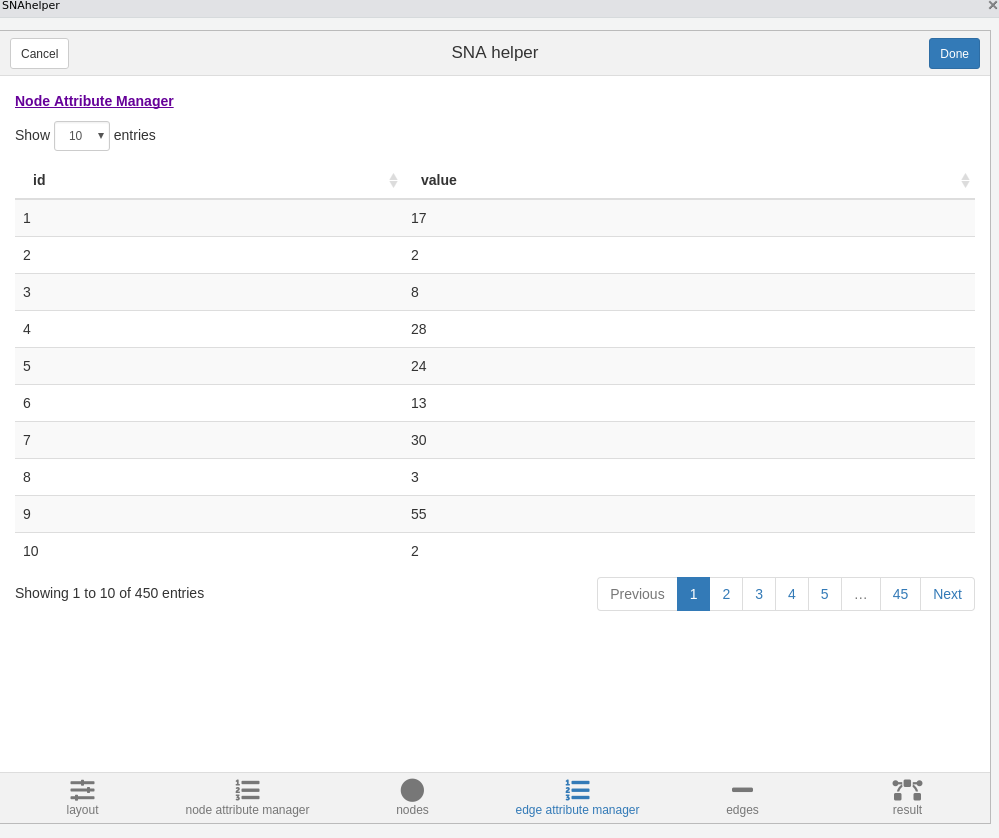 SNAhelper ×
Cancel SNA helper Done
Node Attribute Manager
Show 10 entries
id value
1 17
2 2
3 8
4 28
5 24
6 13
7 30
8 3
9 55
10 2
Showing 1 to 10 of 450 entries Previous 1 2 3 4 5 … 45 Next
layout node attribute manager nodes edge attribute manager edges result